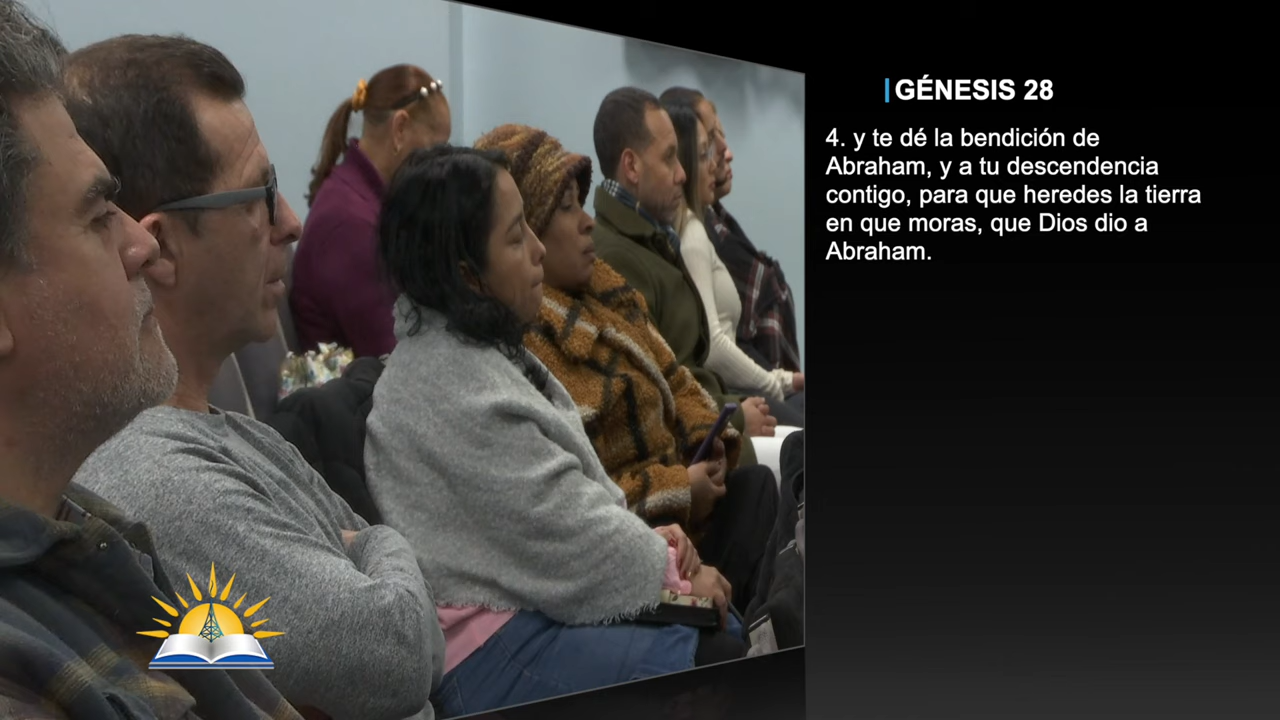 GÉNESIS 28
4. y te dé la bendición de
Abraham, y a tu descendencia
contigo, para que heredes la tierra
en que moras, que Dios dio a
Abraham.